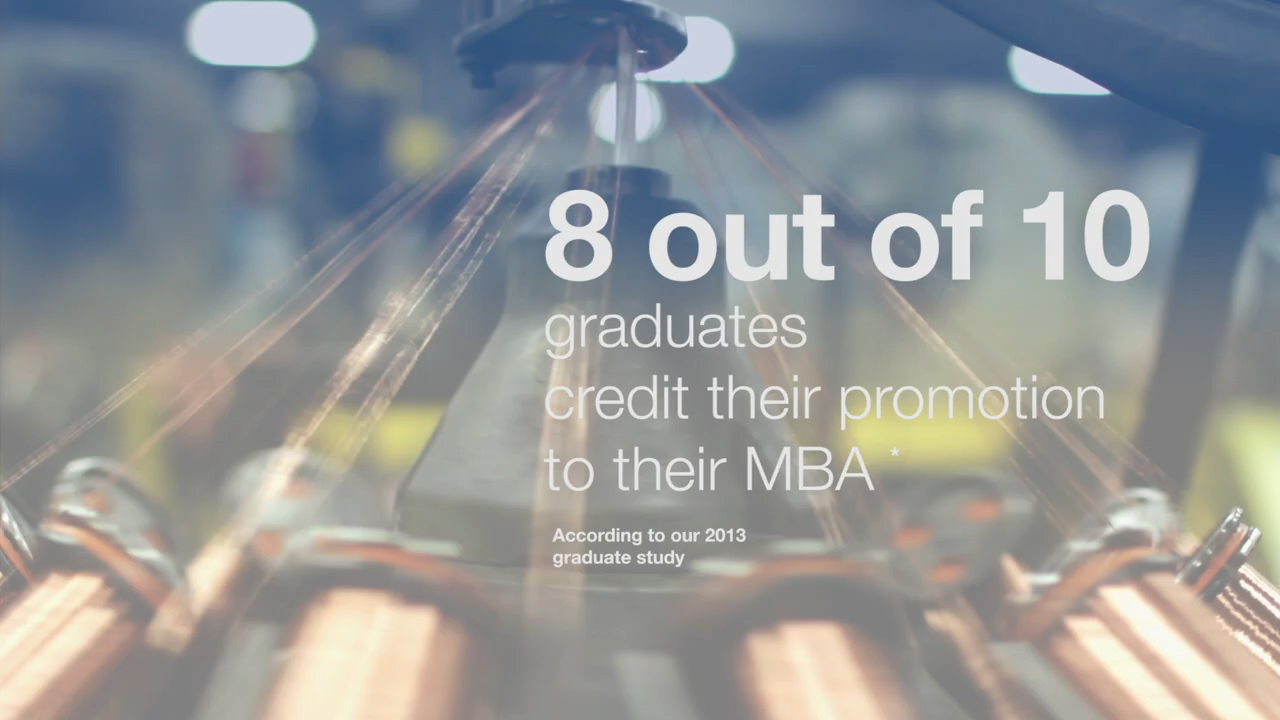 8 out of 10
graduates
credit their promotion
to their MBA *
According to our 2013
graduate study